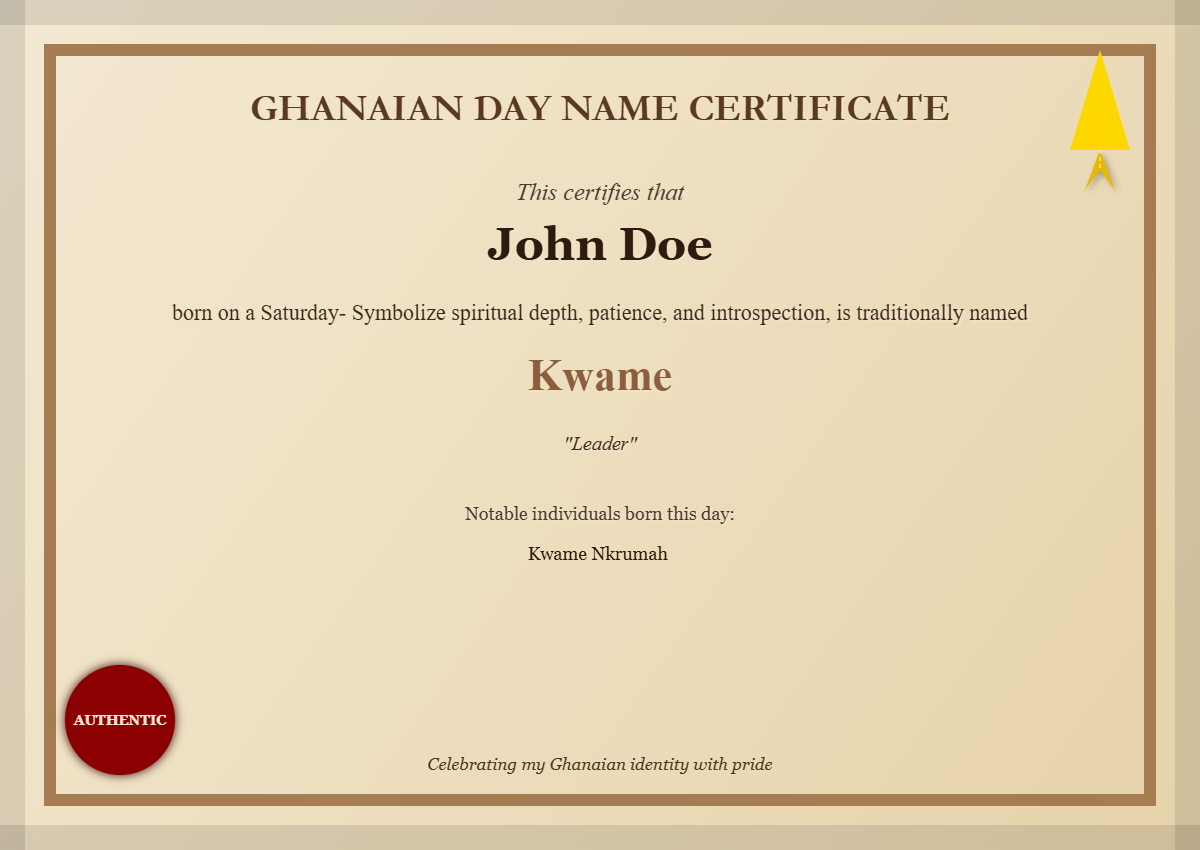 GHANAIAN DAY NAME CERTIFICATE
This certifies that
John Doe
born on a Saturday- Symbolize spiritual depth, patience, and introspection, is traditionally named
Kwame
"Leader"
Notable individuals born this day:
Kwame Nkrumah
AUTHENTIC
Celebrating my Ghanaian identity with pride